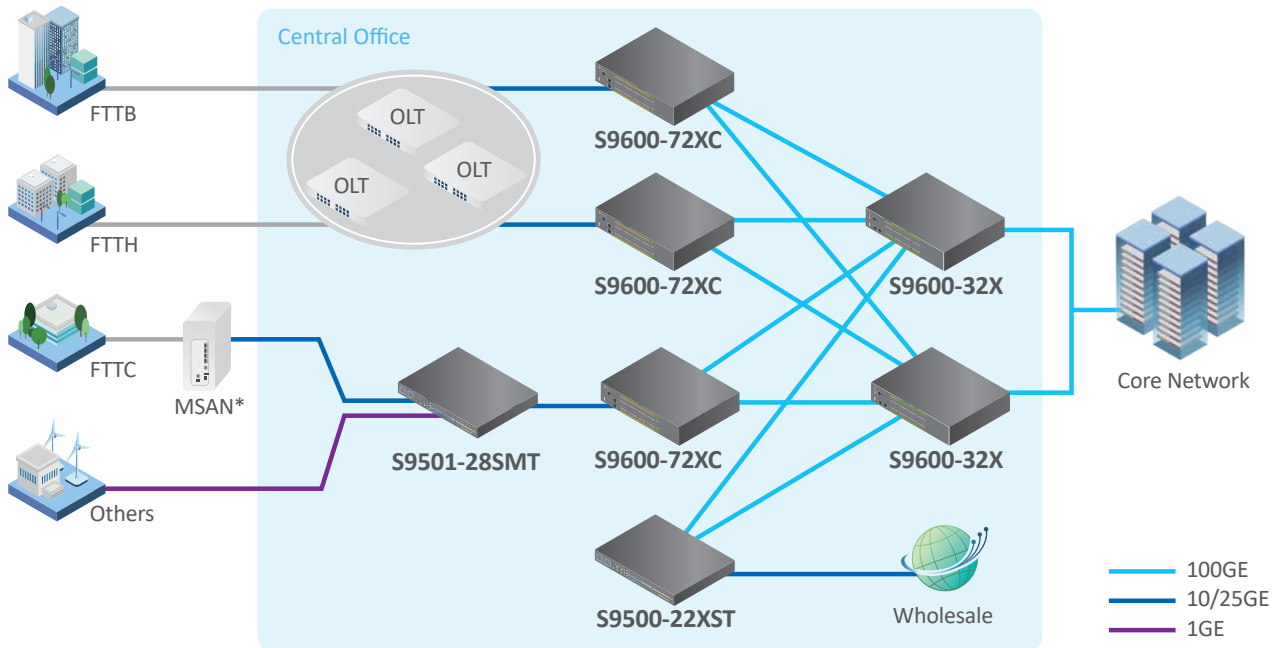 Central Office
FTTB
OLT
OLT
OLT
S9600-72XC
FTTH
S9600-72XC
S9600-32X
FTTC
MSAN*
S9501-28SMT
S9600-72XC
S9600-32X
Core Network
Others
S9500-22XST
Wholesale
100GE
10/25GE
1GE